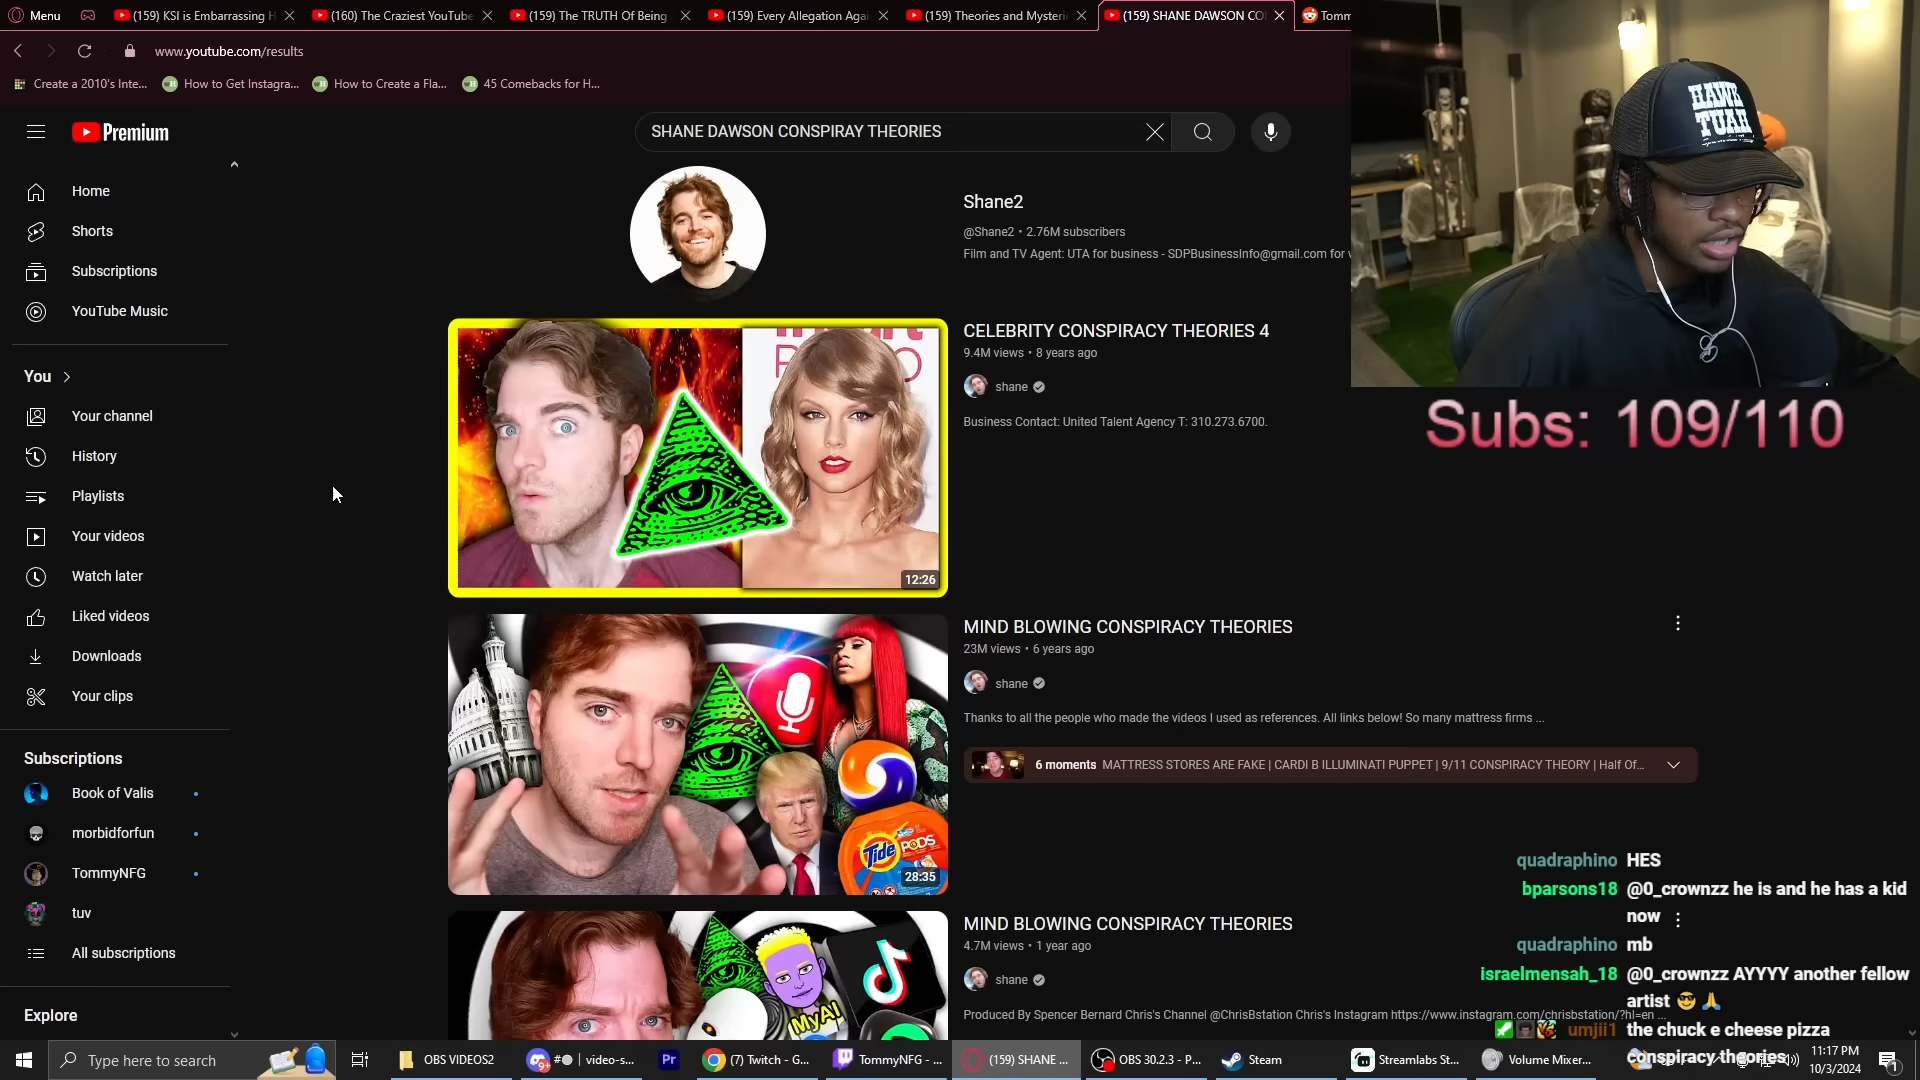 Menu
(159) KSI is Embarrassing H
(160) The Craziest YouTube
(159) The TRUTH Of Being
(159) Every Allegation Aga
(159) Theories and Mysteri
(159) SHANE DAWSON CO
Tomm
www.youtube.com/results
Create a 2010's Inte...
How to Get Instagra...
How to Create a Fla...
45 Comebacks for H...
Premium
SHANE DAWSON CONSPIRAY THEORIES
HAWK
TUAH
Home
Shorts
Subscriptions
YouTube Music
You
Your channel
History
Playlists
Your videos
Watch later
Liked videos
Downloads
Your clips
Subscriptions
Book of Valis
morbidforfun
TommyNFG
tuv
All subscriptions
Explore
Shane2
@Shane2 • 2.76M subscribers
Film and TV Agent: UTA for business - SDPBusinessInfo@gmail.com for
12:26
CELEBRITY CONSPIRACY THEORIES 4
9.4M views • 8 years ago
shane
Business Contact: United Talent Agency T: 310.273.6700.
Subs: 109/110
Tide
PODS
28:35
MIND BLOWING CONSPIRACY THEORIES
23M views • 6 years ago
shane
Thanks to all the people who made the videos I used as references. All links below! So many mattress firms ...
6 moments MATTRESS STORES ARE FAKE | CARDI B ILLUMINATI PUPPET | 9/11 CONSPIRACY THEORY | Half Of...
MyAI
MIND BLOWING CONSPIRACY THEORIES
4.7M views • 1 year ago
shane
Produced By Spencer Bernard Chris's Channel @ChrisBstation Chris's Instagram https://www.instagram.com/chrisbstation/?hl=en ...
quadraphino HES
bparsons18 @0_crownzz he is and he has a kid
now
quadraphino mb
israelmensah_18 @0_crownzz AYYYY another fellow
artist 😎 🙏
umjii1 the chuck e cheese pizza
conspiracy theories
Type here to search
OBS VIDEOS2
#● | video-s...
Pr
(7) Twitch - G...
TommyNFG - ...
(159) SHANE ...
OBS 30.2.3 - P...
Steam
Streamlabs St...
Volume Mixer...
11:17 PM
10/3/2024